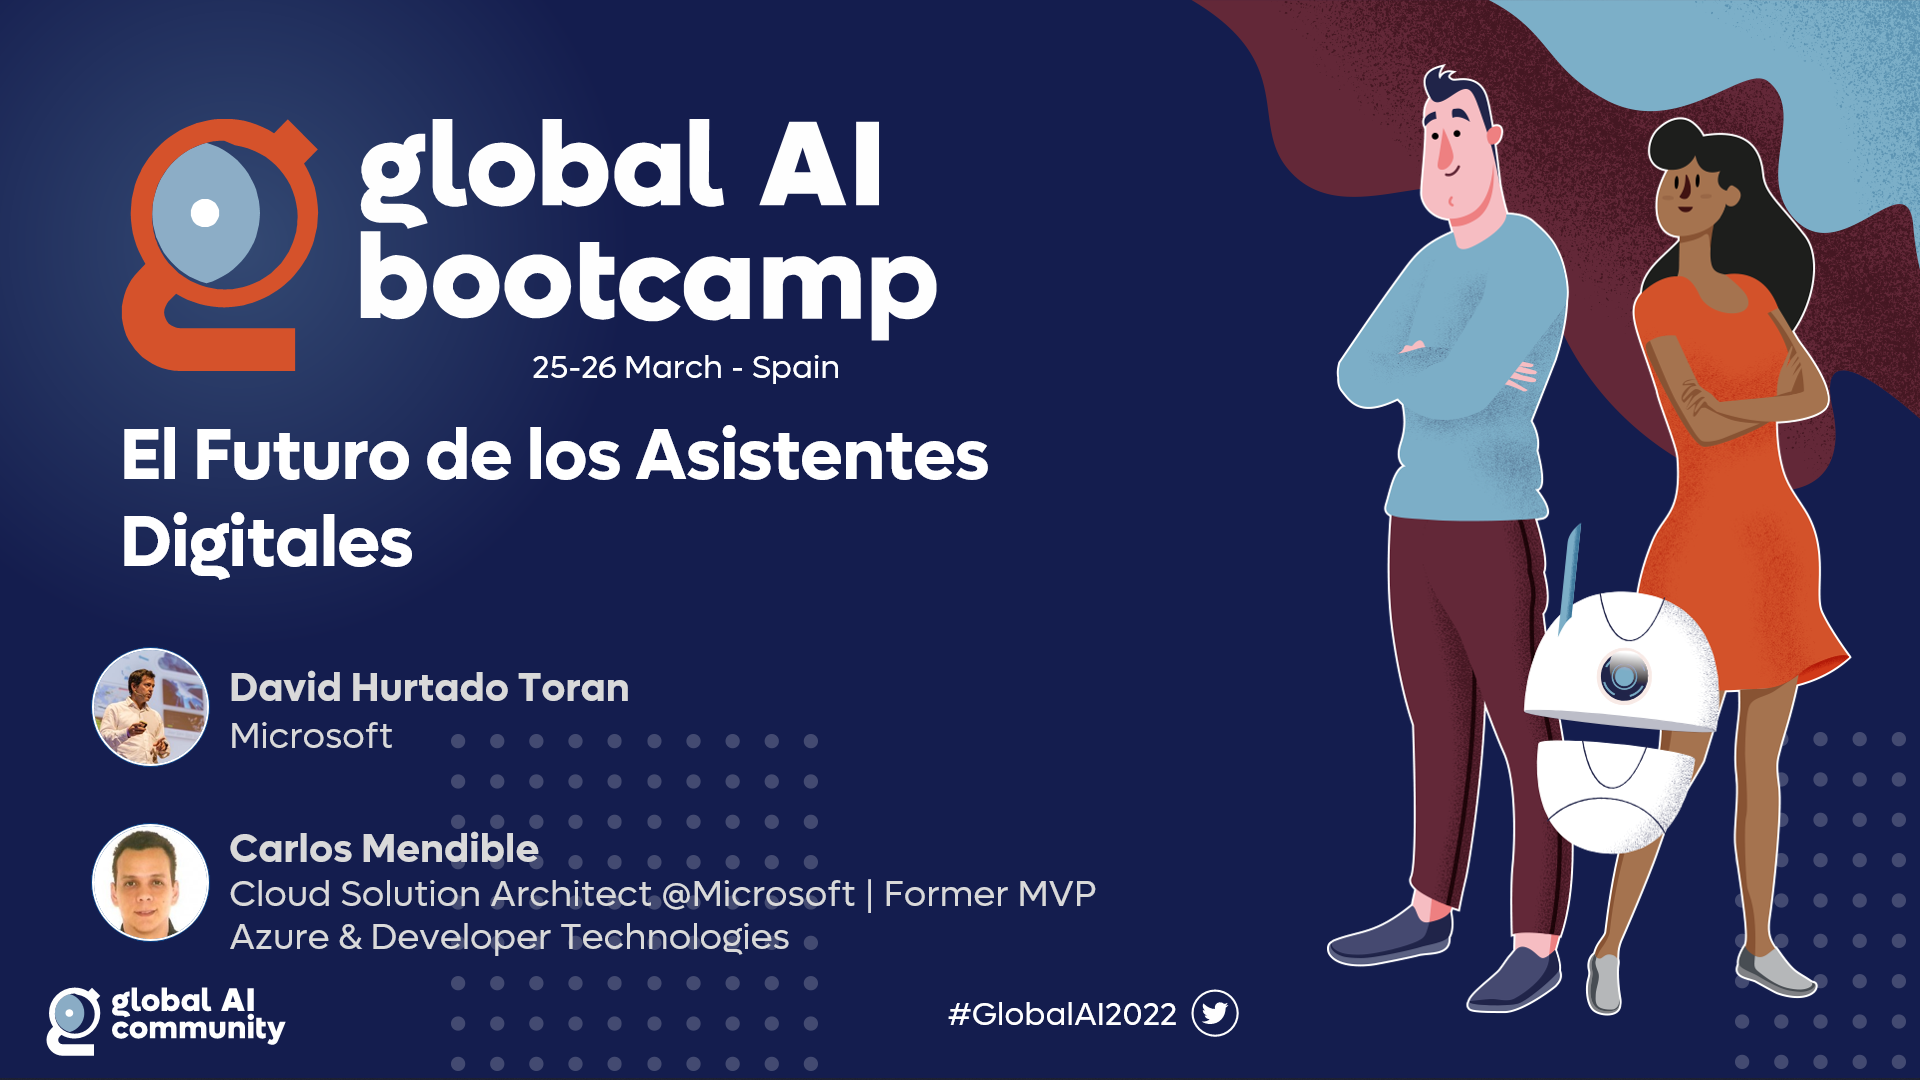 global AI
bootcamp
25-26 March - Spain
El Futuro de los Asistentes
Digitales
David Hurtado Toran
Microsoft
Carlos Mendible
Cloud Solution Architect @Microsoft | Former MVP
Azure & Developer Technologies
global AI
community
#GlobalAI2022